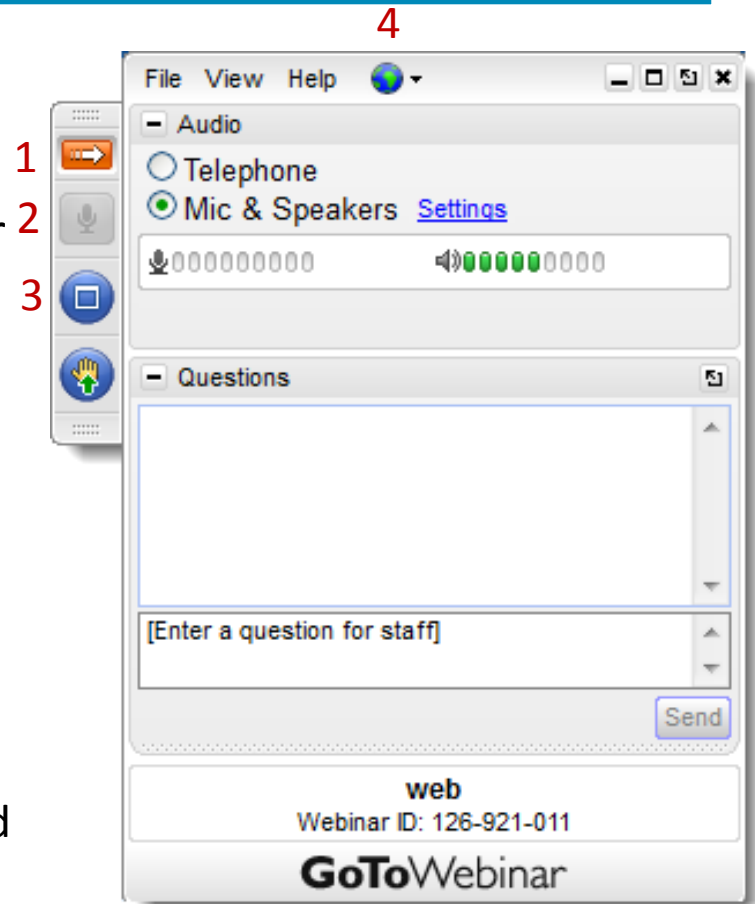 4
File View Help
Audio
1
Telephone
2
Mic & Speakers Settings
3
Questions
[Enter a question for staff]
Send
web
Webinar ID: 126-921-011
GoToWebinar